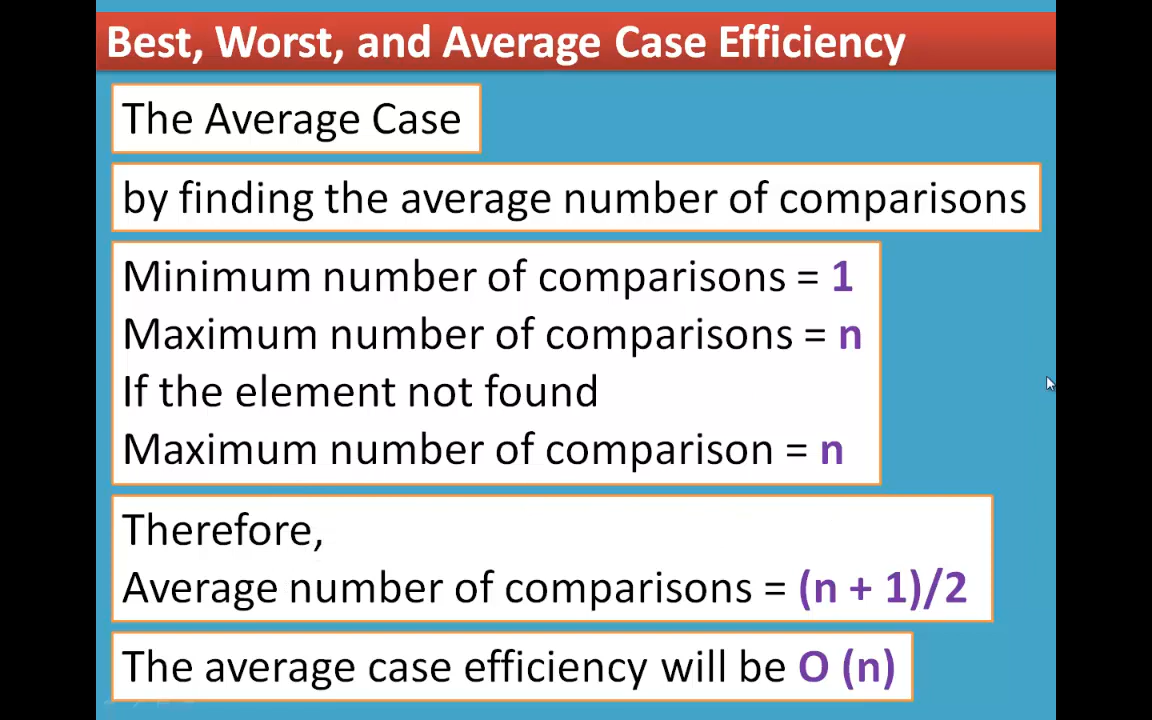 Best, Worst, and Average Case Efficiency
The Average Case
by finding the average number of comparisons
Minimum number of comparisons = 1
Maximum number of comparisons = n
If the element not found
Maximum number of comparison = n
Therefore,
Average number of comparisons = (n + 1)/2
The average case efficiency will be O (n)